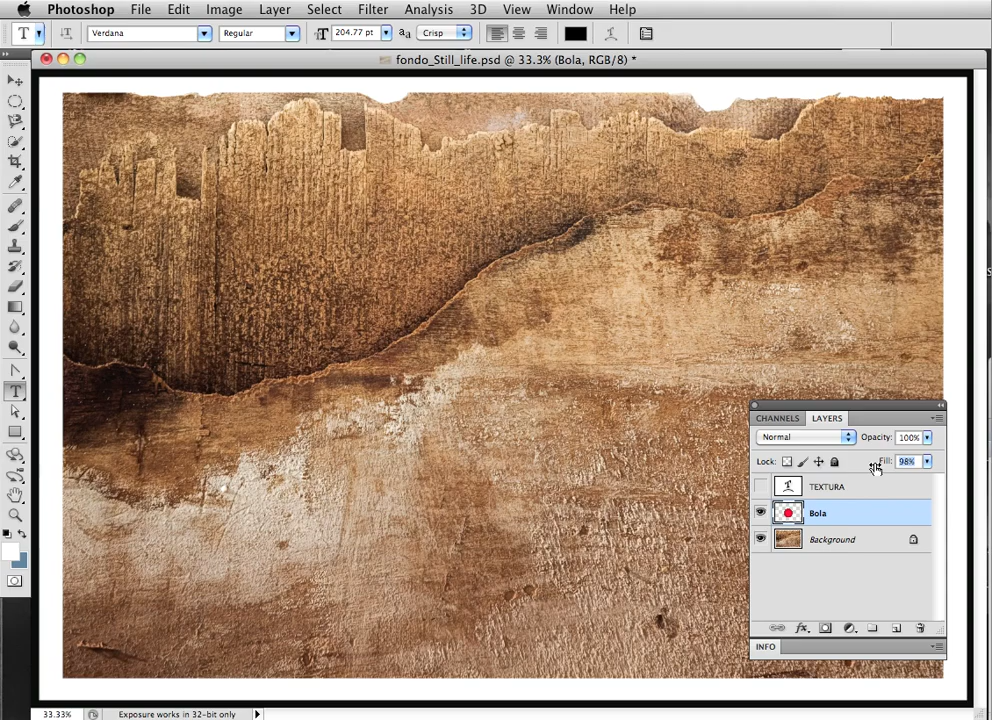 Photoshop File Edit Image Layer Select Filter Analysis 3D View Window Help
T Verdana Regular T 204.77 pt aa Crisp
fondo_Still_life.psd @ 33.3% (Bola, RGB/8) *
CHANNELS LAYERS
Normal Opacity: 100%
Lock: Fill: 98%
TEXTURA
Bola
Background
fx
INFO
33.33% Exposure works in 32-bit only